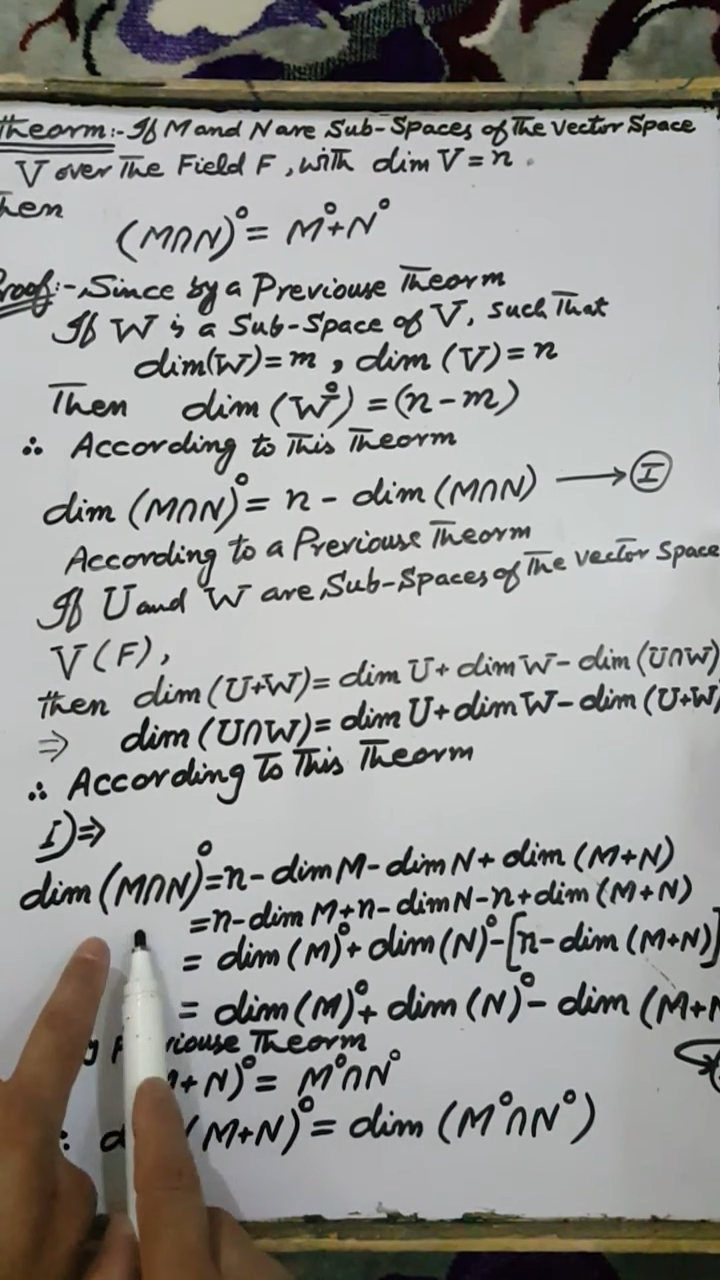 Theorm:- If M and N are Sub-Spaces of The Vector Space
V over The Field F, with dim V = n.
Then
(M∩N)° = M°+N°
Proof:- Since by a Previouse Theorm
If W is a Sub-Space of V, such That
dim(W)=m , dim (V)=n
Then dim (W°) = (n-m)
∴ According to This Theorm
dim (M∩N)° = n - dim (M∩N) ⟶ Ⓘ
According to a Previouse Theorm
If U and W are Sub-Spaces of The Vector Space
V(F),
then dim (U+W) = dim U + dim W - dim (U∩W)
⇒ dim (U∩W) = dim U + dim W - dim (U+W)
∴ According To This Theorm
I)⇒
dim (M∩N)° = n - dim M - dim N + dim (M+N)
= n - dim M + n - dim N - n + dim (M+N)
= dim (M)° + dim (N)° - [n - dim (M+N)]
= dim (M)° + dim (N)° - dim (M+N
riouse Theorm
+N)° = M°∩N°
(M+N)° = dim (M°∩N°)